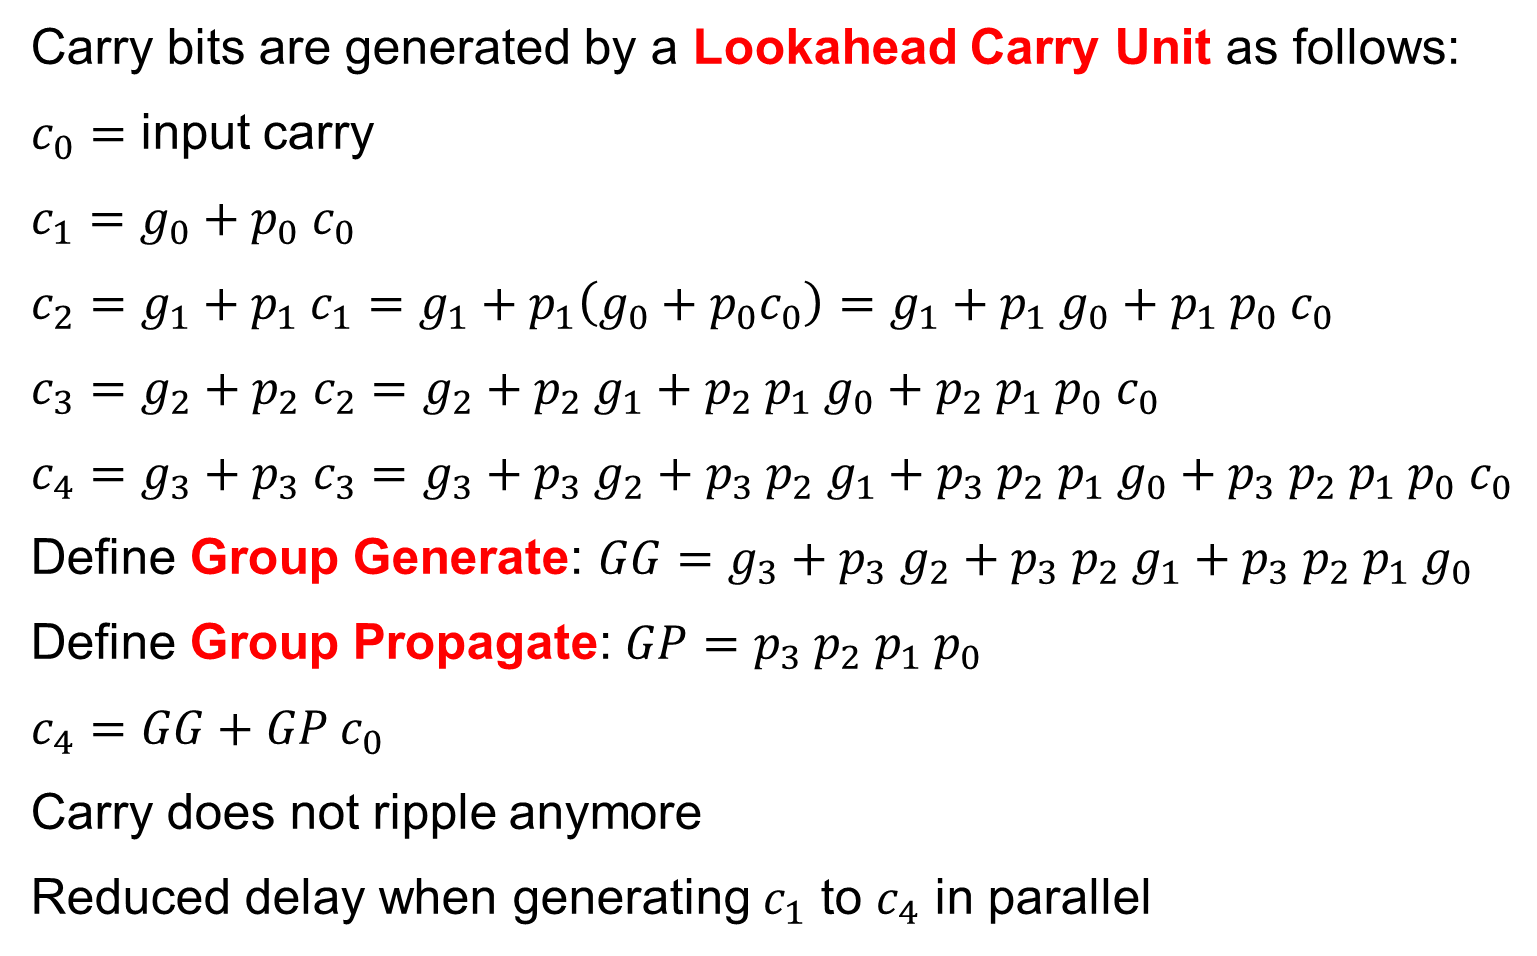 Carry bits are generated by a Lookahead Carry Unit as follows:
c₀ = input carry
c₁ = g₀ + p₀ c₀
c₂ = g₁ + p₁ c₁ = g₁ + p₁(g₀ + p₀c₀) = g₁ + p₁ g₀ + p₁ p₀ c₀
c₃ = g₂ + p₂ c₂ = g₂ + p₂ g₁ + p₂ p₁ g₀ + p₂ p₁ p₀ c₀
c₄ = g₃ + p₃ c₃ = g₃ + p₃ g₂ + p₃ p₂ g₁ + p₃ p₂ p₁ g₀ + p₃ p₂ p₁ p₀ c₀
Define Group Generate: GG = g₃ + p₃ g₂ + p₃ p₂ g₁ + p₃ p₂ p₁ g₀
Define Group Propagate: GP = p₃ p₂ p₁ p₀
c₄ = GG + GP c₀
Carry does not ripple anymore
Reduced delay when generating c₁ to c₄ in parallel